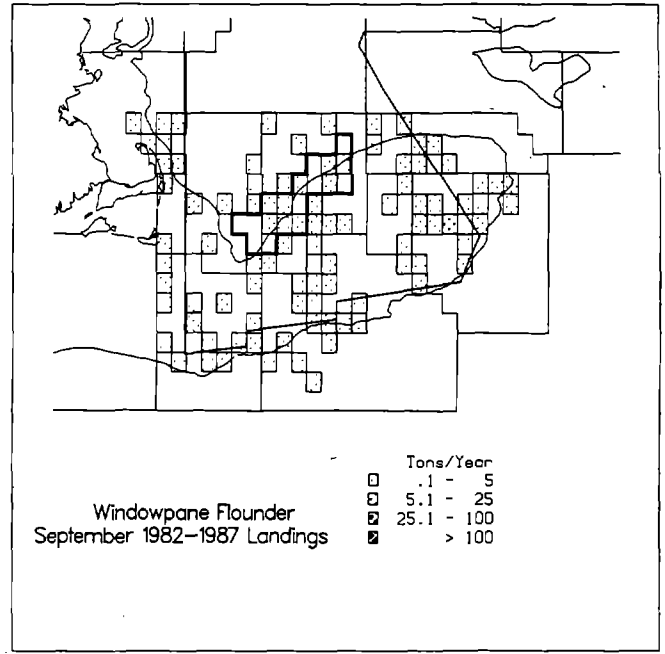 Tons/Year
.1 - 5
5.1 - 25
25.1 - 100
> 100
Windowpane Flounder
September 1982-1987 Landings